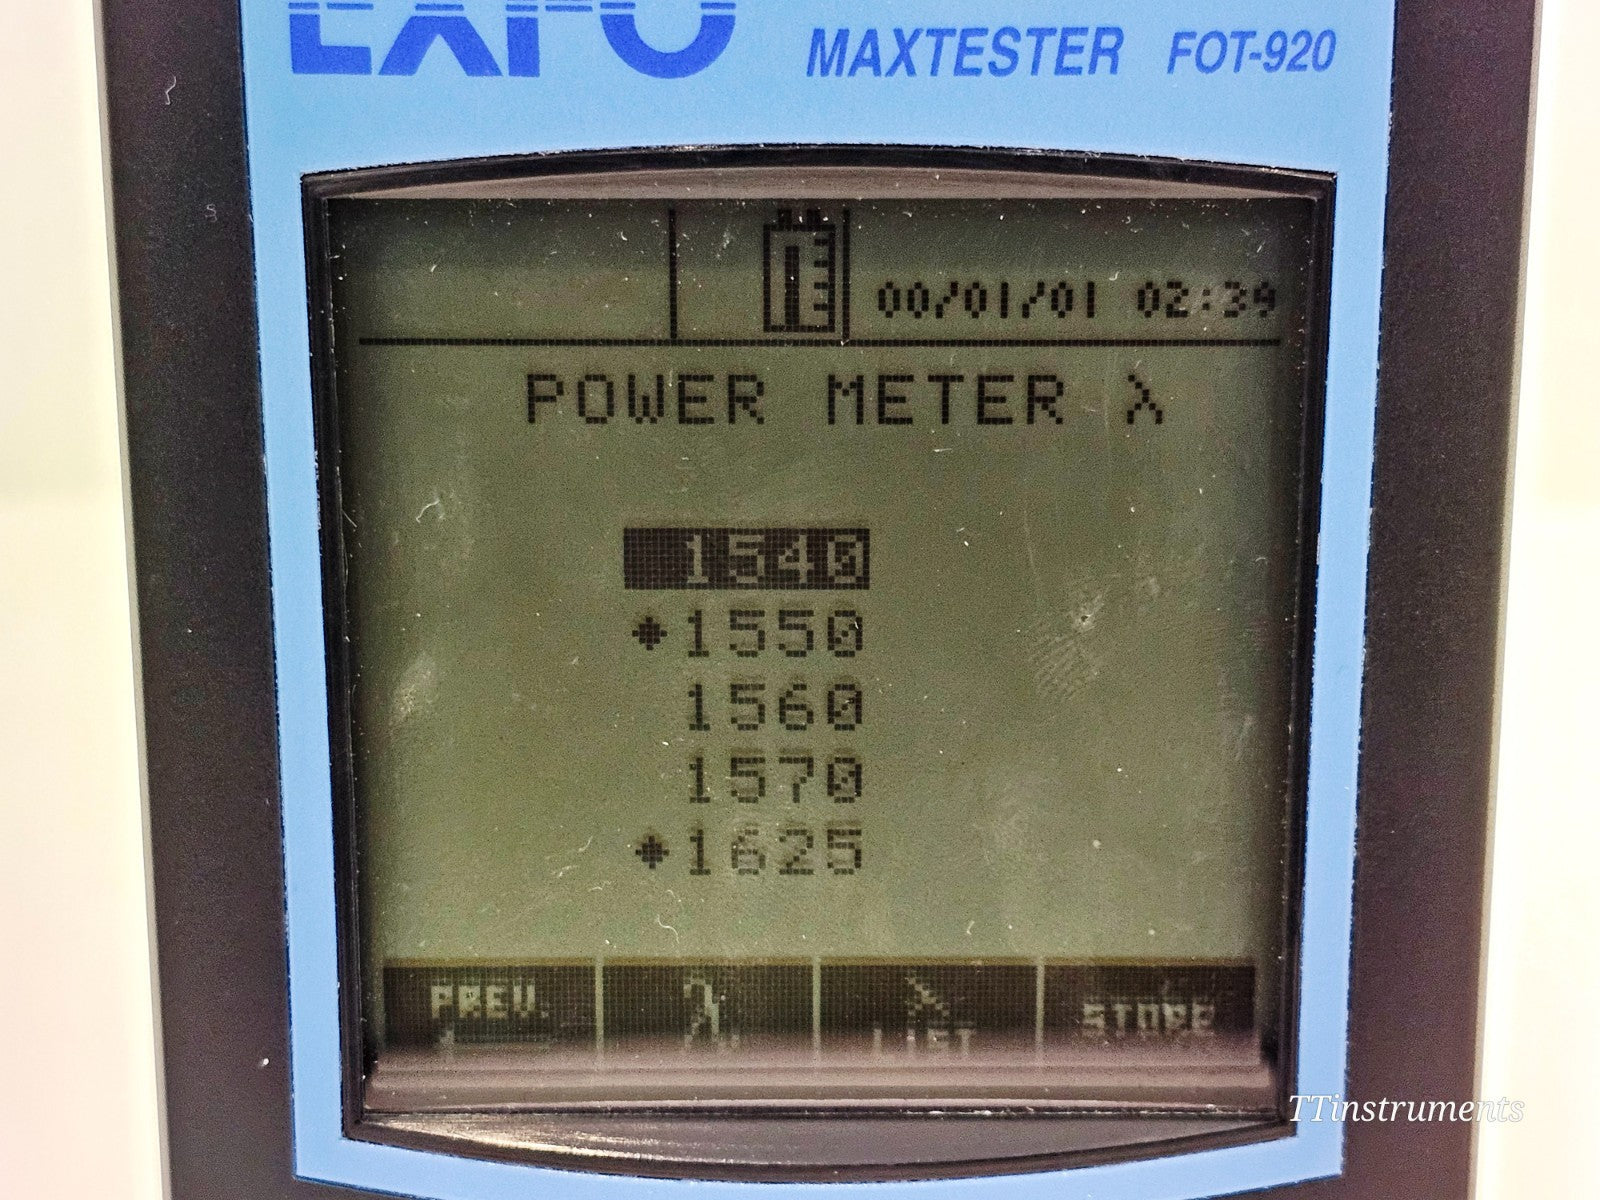 EXFO
MAXTESTER FOT-920
00/01/01 02:39
POWER METER λ
1540
1550
1560
1570
1625
PREV.
λ
λ
LIST
STORE
TTinstruments